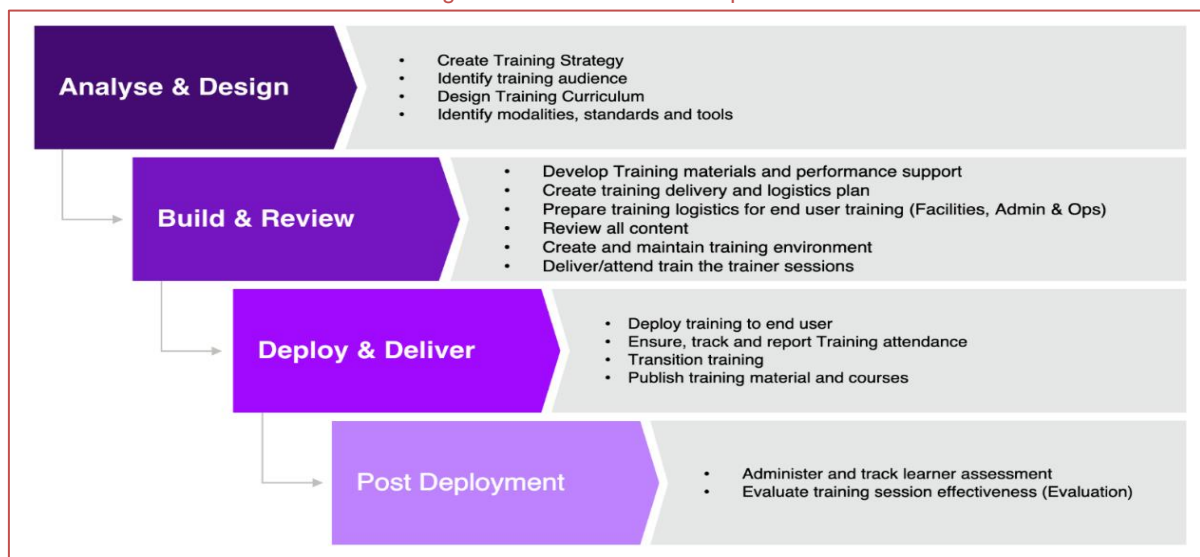 Analyse & Design
• Create Training Strategy
• Identify training audience
• Design Training Curriculum
• Identify modalities, standards and tools
Build & Review
• Develop Training materials and performance support
• Create training delivery and logistics plan
• Prepare training logistics for end user training (Facilities, Admin & Ops)
• Review all content
• Create and maintain training environment
• Deliver/attend train the trainer sessions
Deploy & Deliver
• Deploy training to end user
• Ensure, track and report Training attendance
• Transition training
• Publish training material and courses
Post Deployment
• Administer and track learner assessment
• Evaluate training session effectiveness (Evaluation)